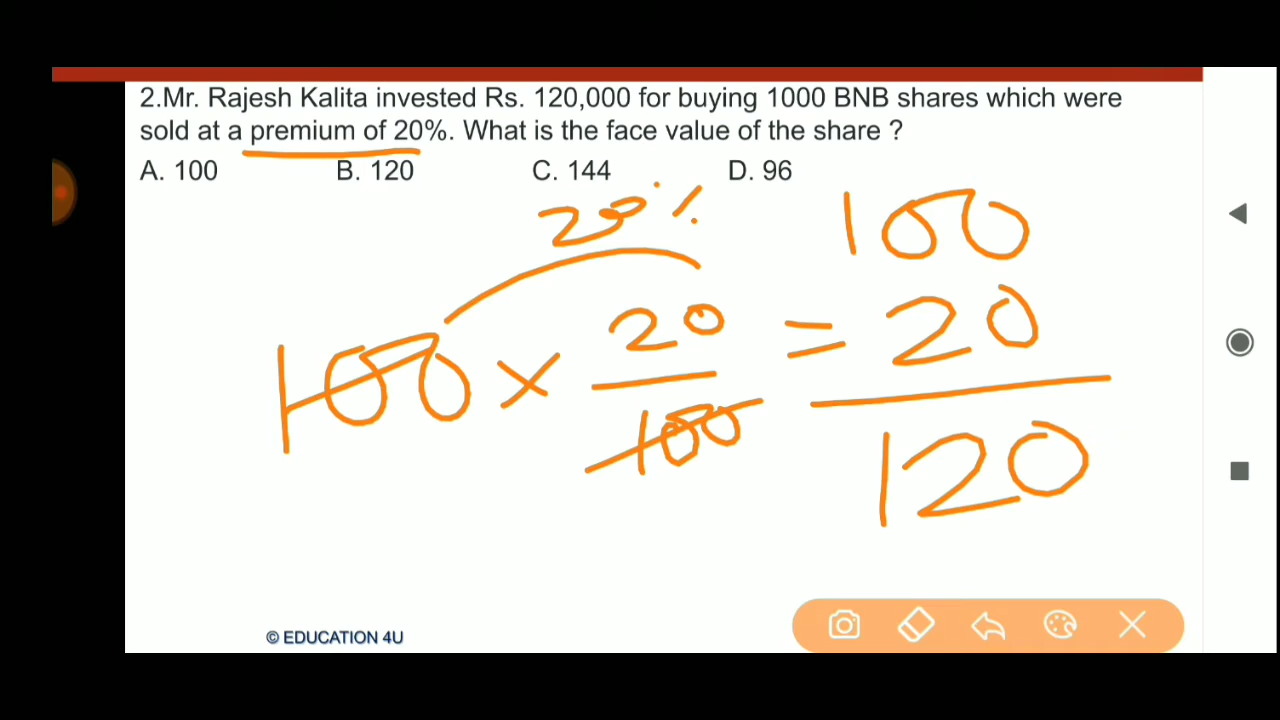 2.Mr. Rajesh Kalita invested Rs. 120,000 for buying 1000 BNB shares which were
sold at a premium of 20%. What is the face value of the share ?
A. 100 B. 120 C. 144 D. 96
20%
100 × 20/100 = 20
100
120
© EDUCATION 4U